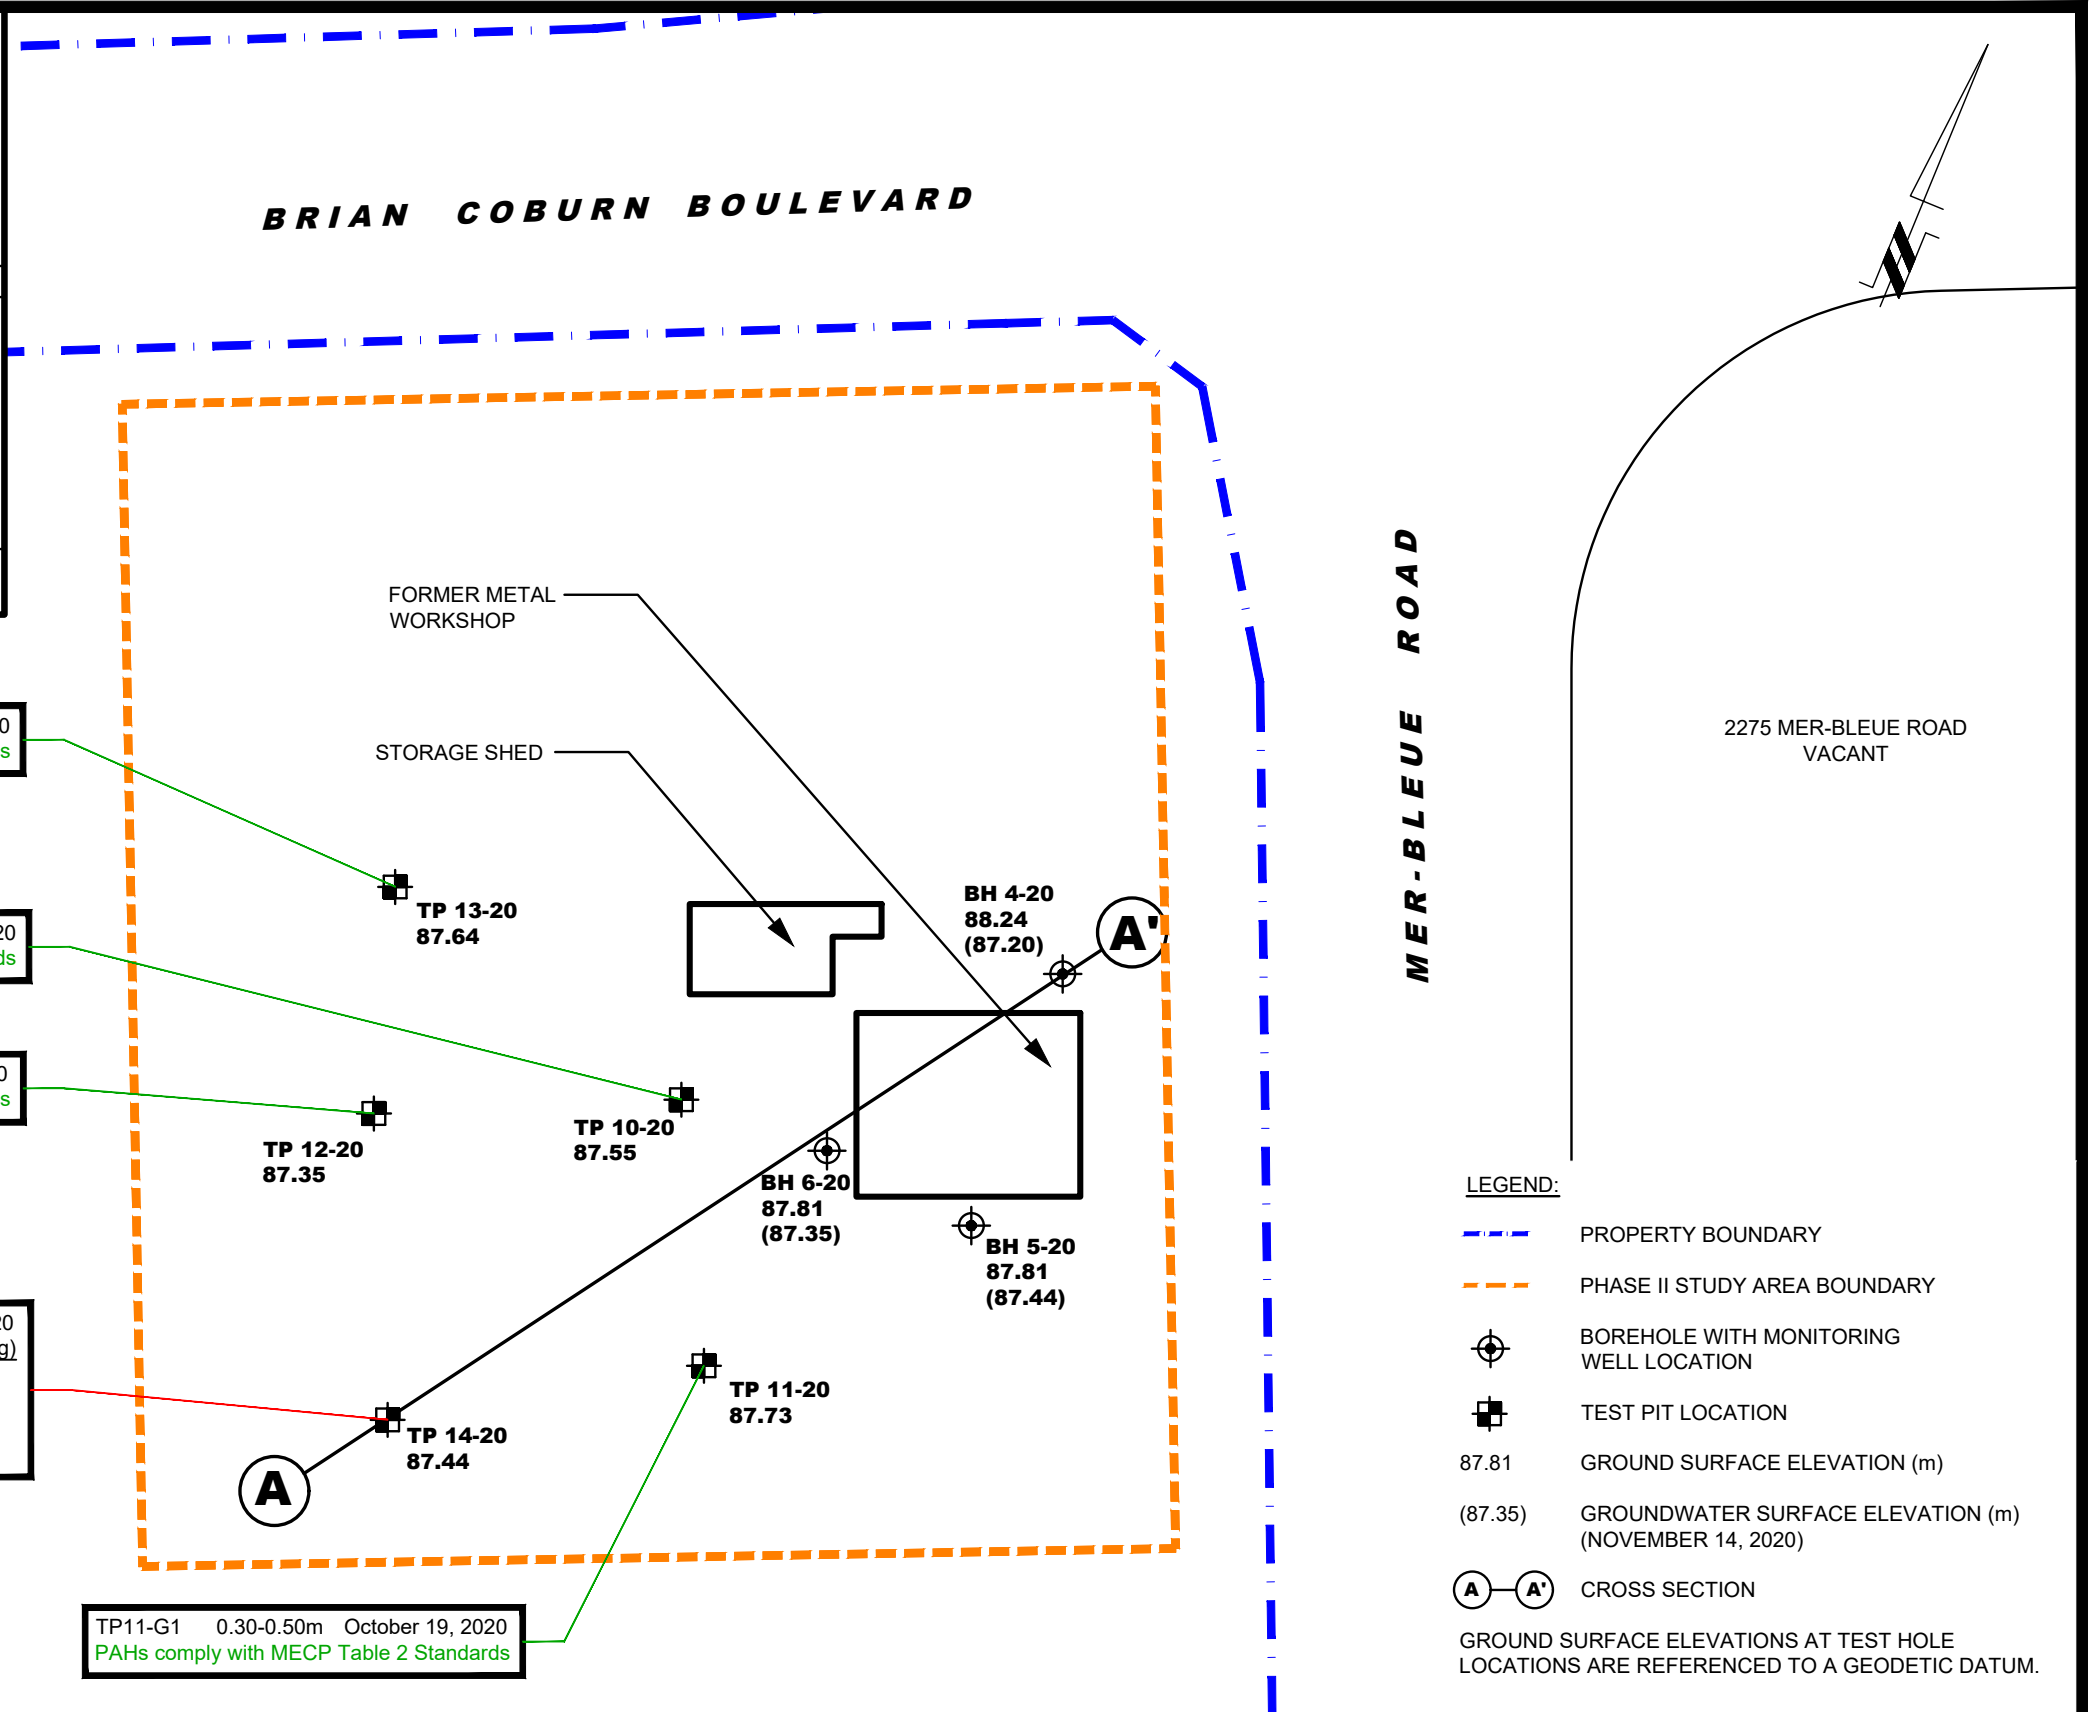 BRIAN COBURN BOULEVARD
FORMER METAL
WORKSHOP
STORAGE SHED
MER-BLEUE ROAD
2275 MER-BLEUE ROAD
VACANT
0
s
TP 13-20
87.64
BH 4-20
88.24
(87.20)
A'
20
ds
0
s
TP 12-20
87.35
TP 10-20
87.55
BH 6-20
87.81
(87.35)
BH 5-20
87.81
(87.44)
20
g)
TP 11-20
87.73
TP 14-20
87.44
A
TP11-G1 0.30-0.50m October 19, 2020
PAHs comply with MECP Table 2 Standards
LEGEND:
PROPERTY BOUNDARY
PHASE II STUDY AREA BOUNDARY
BOREHOLE WITH MONITORING
WELL LOCATION
TEST PIT LOCATION
87.81 GROUND SURFACE ELEVATION (m)
(87.35) GROUNDWATER SURFACE ELEVATION (m)
(NOVEMBER 14, 2020)
A A' CROSS SECTION
GROUND SURFACE ELEVATIONS AT TEST HOLE
LOCATIONS ARE REFERENCED TO A GEODETIC DATUM.